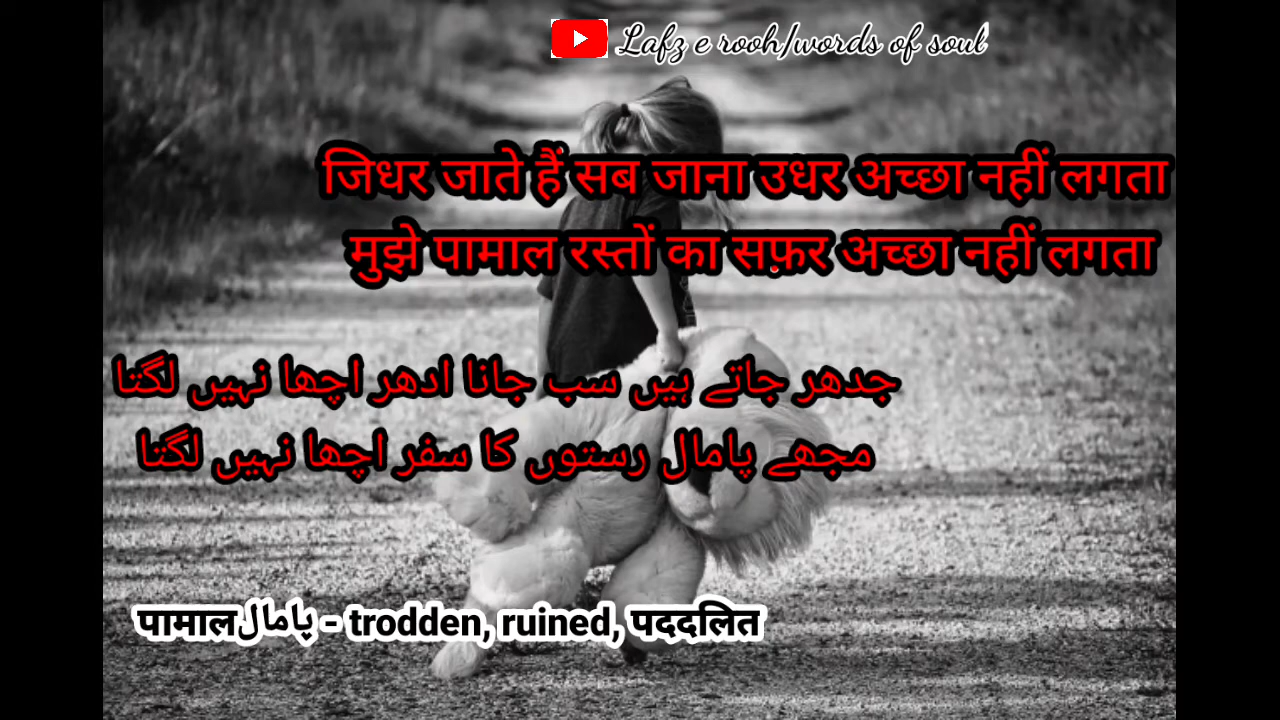 Lafz e rooh/words of soul
जिधर जाते हैं सब जाना उधर अच्छा नहीं लगता
मुझे पामाल रस्तों का सफ़र अच्छा नहीं लगता
جدھر جاتے ہیں سب جانا ادھر اچھا نہیں لگتا
مجھے پامال رستوں کا سفر اچھا نہیں لگتا
पामालپامال - trodden, ruined, पददलित